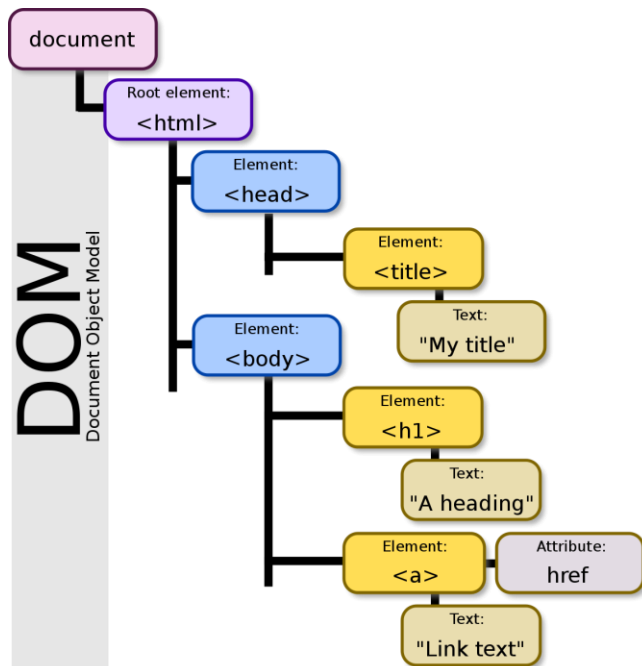 document
Root element:
<html>
Element:
<head>
Element:
<title>
Text:
"My title"
Element:
<body>
Element:
<h1>
Text:
"A heading"
Element:
<a>
Attribute:
href
Text:
"Link text"
DOM
Document Object Model